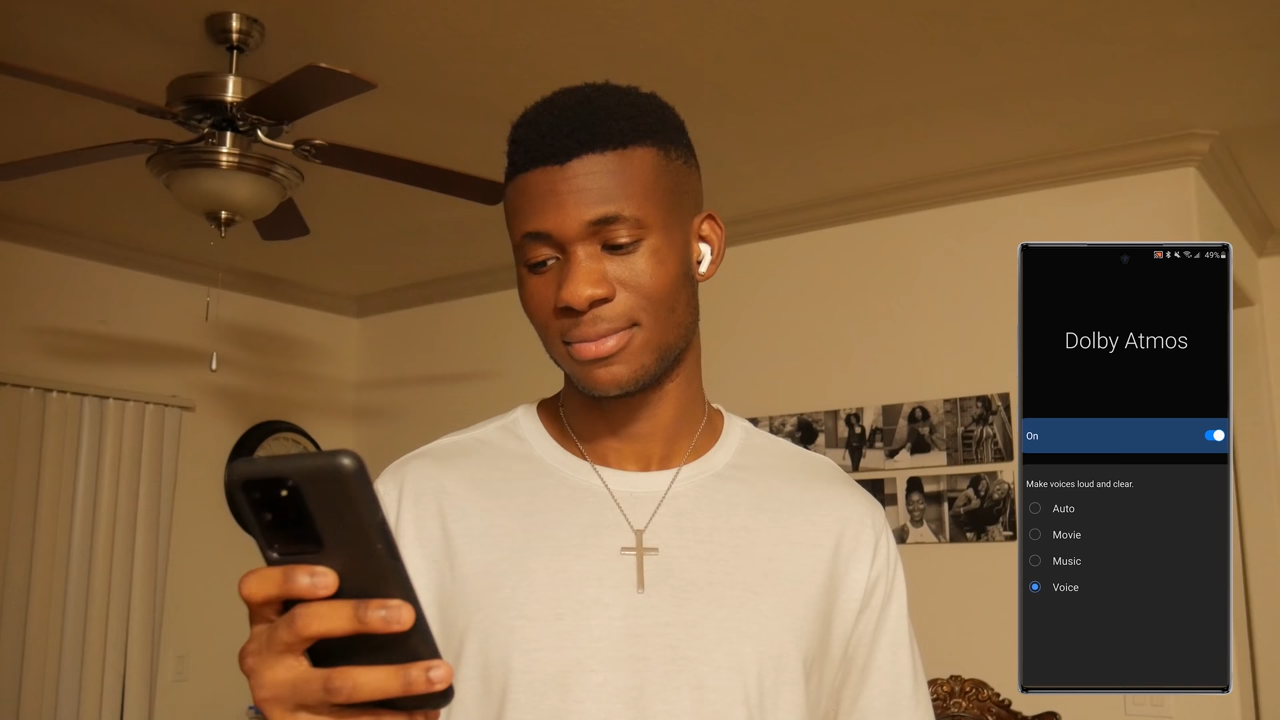 49%
Dolby Atmos
On
Make voices loud and clear.
Auto
Movie
Music
Voice